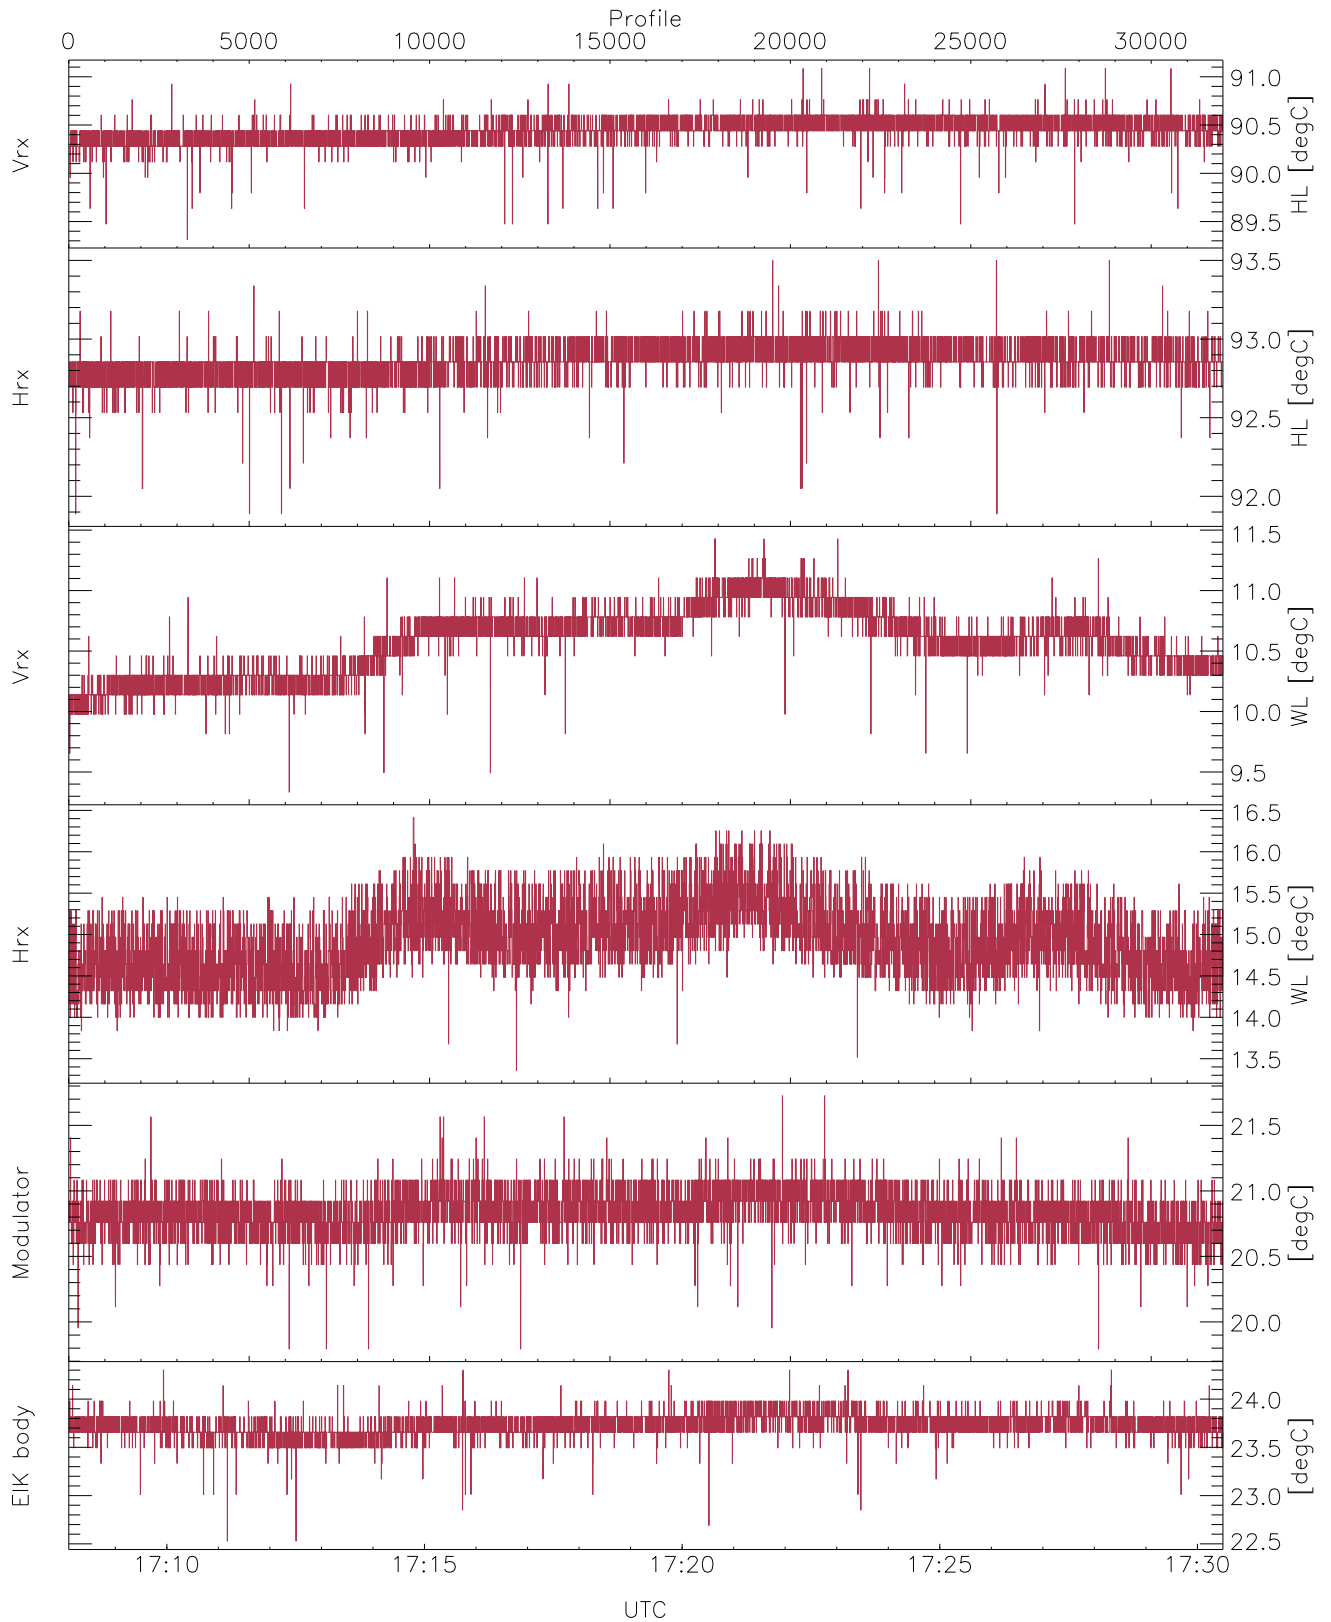 Profile
0 5000 10000 15000 20000 25000 30000
Vrx
91.0
90.5
90.0
89.5
HL [degC]
Hrx
93.5
93.0
92.5
92.0
HL [degC]
Vrx
11.5
11.0
10.5
10.0
9.5
WL [degC]
Hrx
16.5
16.0
15.5
15.0
14.5
14.0
13.5
WL [degC]
Modulator
21.5
21.0
20.5
20.0
[degC]
EIK body
24.0
23.5
23.0
22.5
[degC]
17:10 17:15 17:20 17:25 17:30
UTC